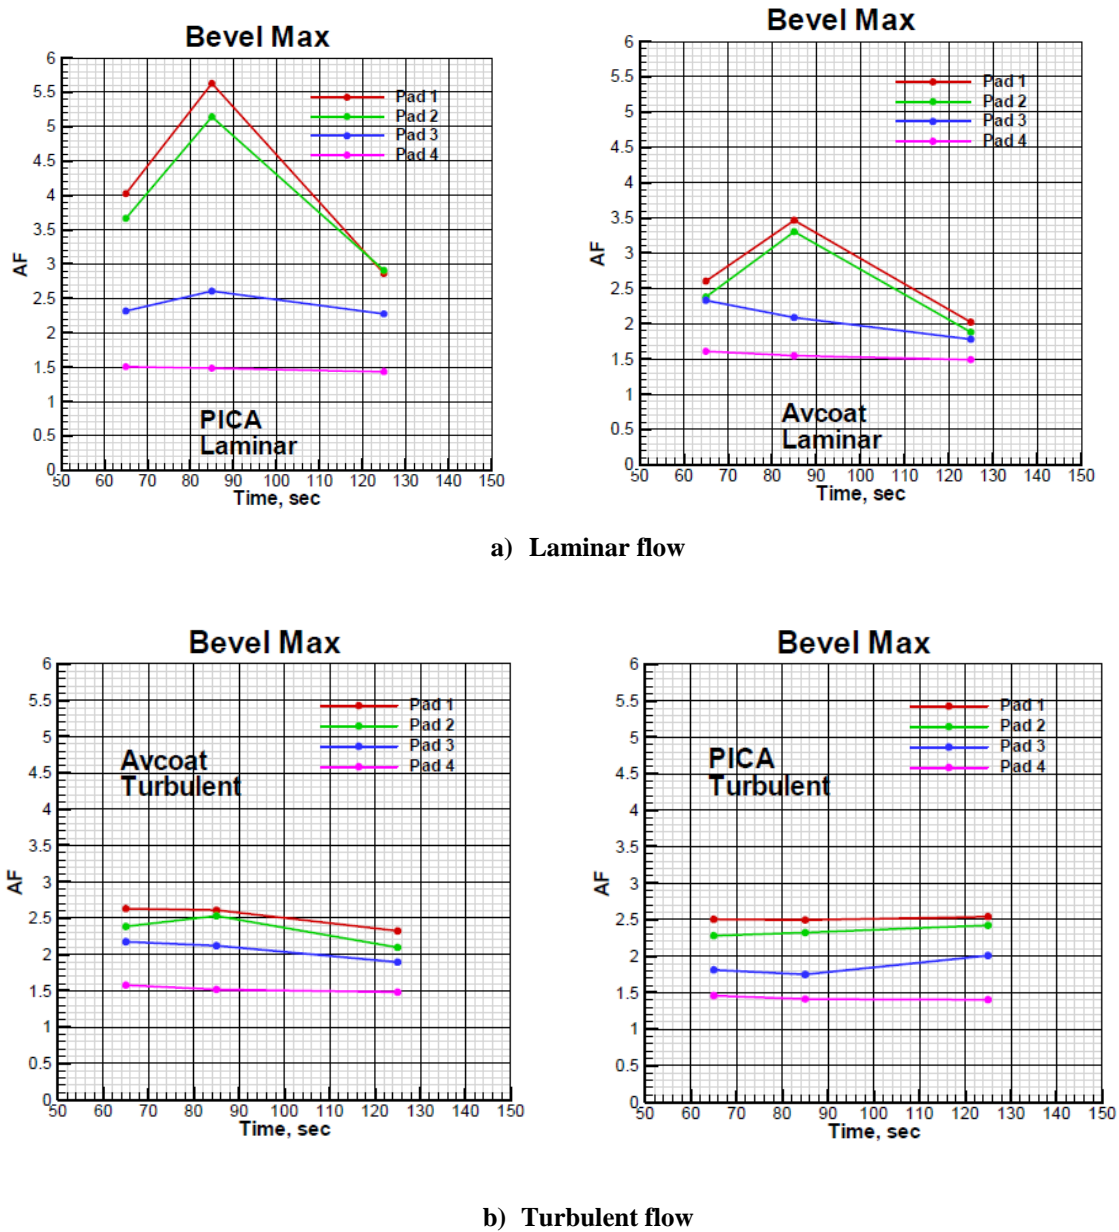 Bevel Max
6
5.5
5
4.5
4
3.5
3
2.5
2
1.5
1
0.5
0
AF
Pad 1
Pad 2
Pad 3
Pad 4
PICA
Laminar
50 60 70 80 90 100 110 120 130 140 150
Time, sec
Bevel Max
6
5.5
5
4.5
4
3.5
3
2.5
2
1.5
1
0.5
0
AF
Pad 1
Pad 2
Pad 3
Pad 4
Avcoat
Laminar
50 60 70 80 90 100 110 120 130 140 150
Time, sec
a) Laminar flow
Bevel Max
6
5.5
5
4.5
4
3.5
3
2.5
2
1.5
1
0.5
0
AF
Pad 1
Pad 2
Pad 3
Pad 4
Avcoat
Turbulent
50 60 70 80 90 100 110 120 130 140 150
Time, sec
Bevel Max
6
5.5
5
4.5
4
3.5
3
2.5
2
1.5
1
0.5
0
AF
Pad 1
Pad 2
Pad 3
Pad 4
PICA
Turbulent
50 60 70 80 90 100 110 120 130 140 150
Time, sec
b) Turbulent flow